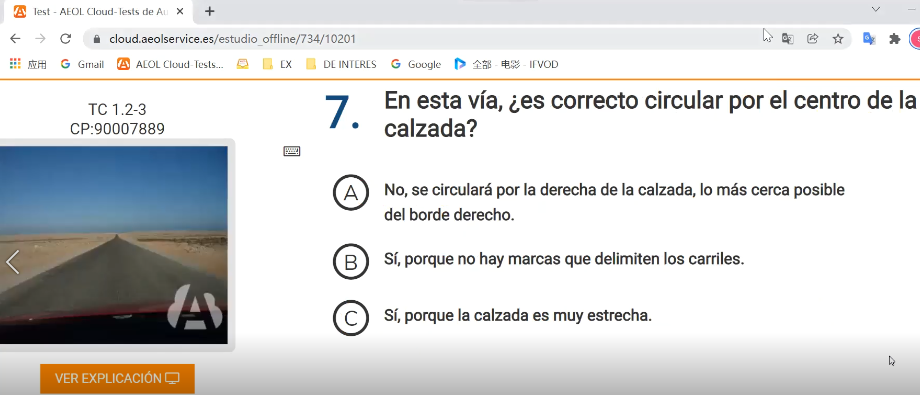 Test - AEOL Cloud-Tests de Au
cloud.aeolservice.es/estudio_offline/734/10201
应用 Gmail AEOL Cloud-Tests... EX DE INTERES Google 全部 - 电影 - IFVOD
TC 1.2-3
CP:90007889
7. En esta vía, ¿es correcto circular por el centro de la
calzada?
A No, se circulará por la derecha de la calzada, lo más cerca posible
del borde derecho.
B Sí, porque no hay marcas que delimiten los carriles.
C Sí, porque la calzada es muy estrecha.
VER EXPLICACIÓN